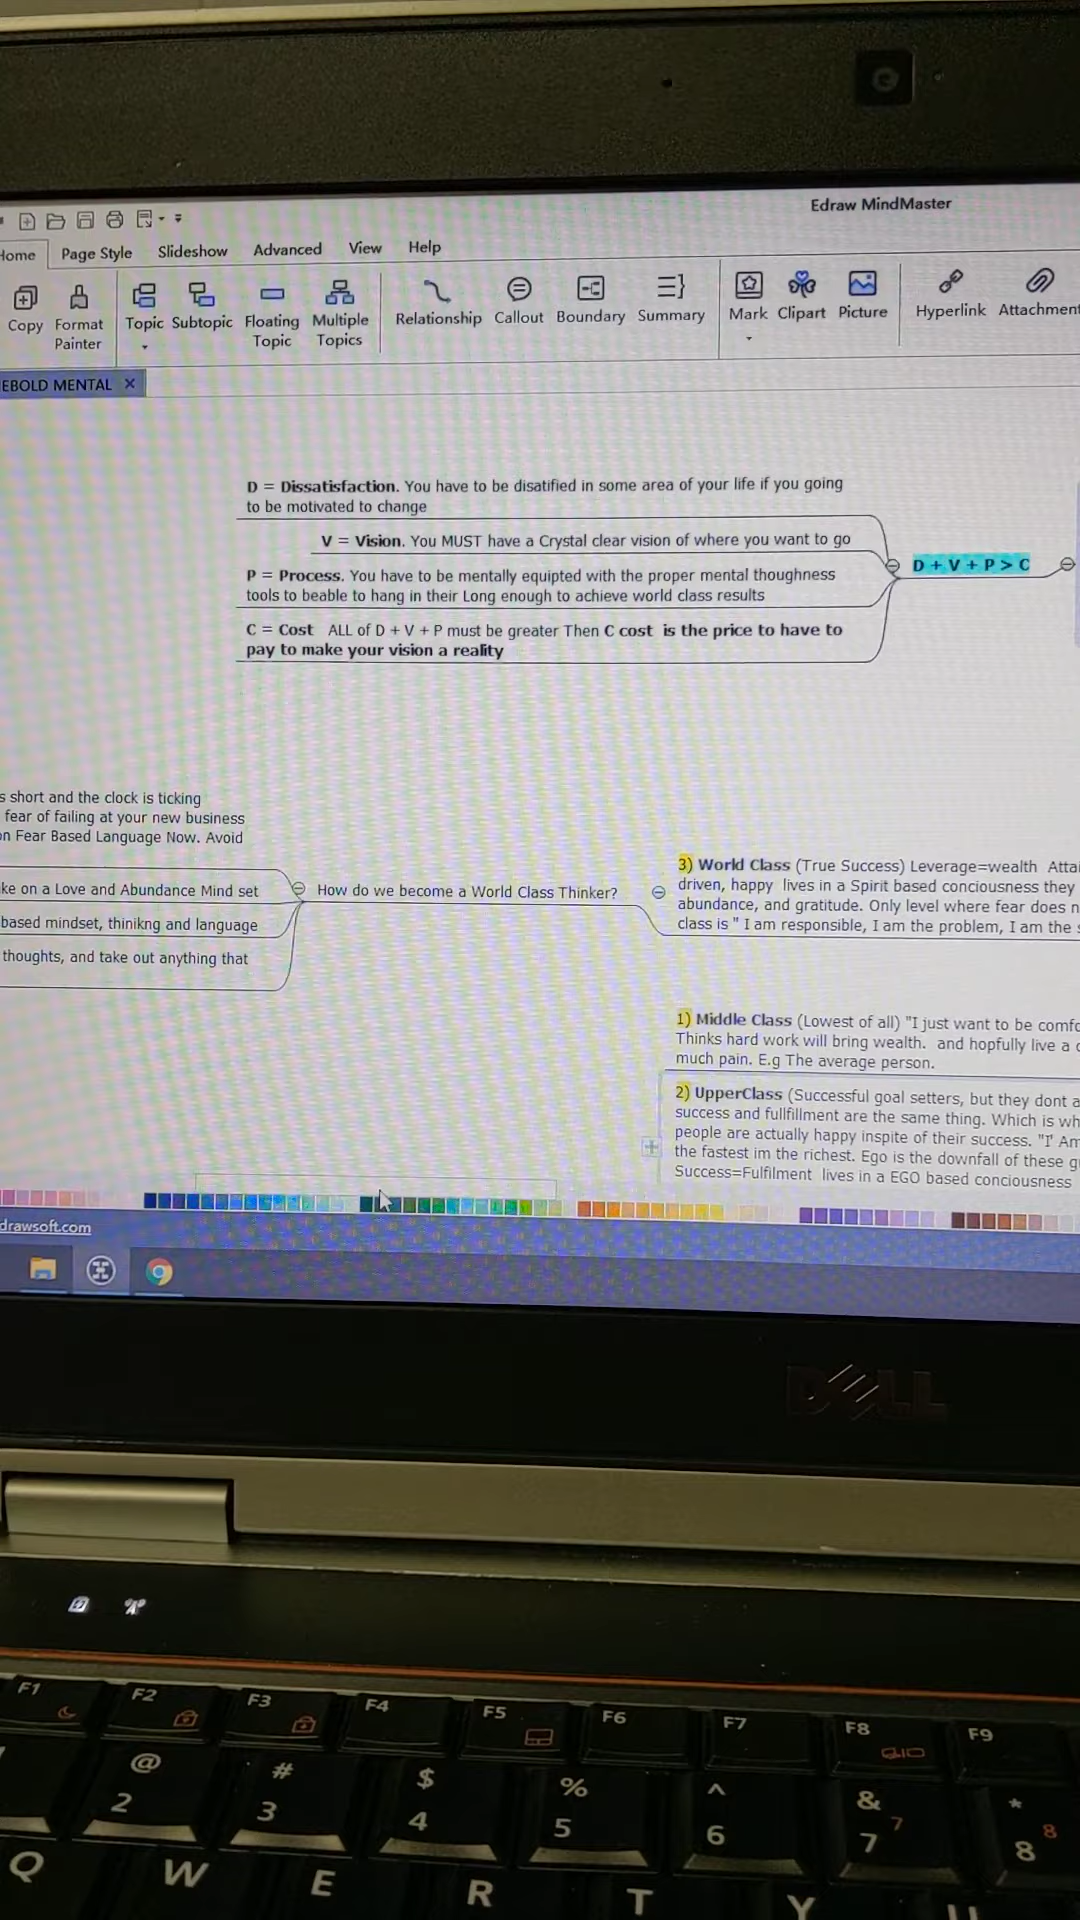 Edraw MindMaster
Home Page Style Slideshow Advanced View Help
Copy Format Painter Topic Subtopic Floating Topic Multiple Topics Relationship Callout Boundary Summary Mark Clipart Picture Hyperlink Attachment
EBOLD MENTAL ×
D = Dissatisfaction. You have to be disatified in some area of your life if you going
to be motivated to change
V = Vision. You MUST have a Crystal clear vision of where you want to go
P = Process. You have to be mentally equipted with the proper mental thoughness
tools to beable to hang in their Long enough to achieve world class results
C = Cost ALL of D + V + P must be greater Then C cost is the price to have to
pay to make your vision a reality
D + V + P > C
s short and the clock is ticking
fear of failing at your new business
on Fear Based Language Now. Avoid
ke on a Love and Abundance Mind set
based mindset, thinikng and language
thoughts, and take out anything that
How do we become a World Class Thinker?
3) World Class (True Success) Leverage=wealth Attai
driven, happy lives in a Spirit based conciousness they
abundance, and gratitude. Only level where fear does n
class is " I am responsible, I am the problem, I am the s
1) Middle Class (Lowest of all) "I just want to be comfo
Thinks hard work will bring wealth. and hopfully live a
much pain. E.g The average person.
2) UpperClass (Successful goal setters, but they dont a
success and fullfillment are the same thing. Which is wh
people are actually happy inspite of their success. "I' Am
the fastest im the richest. Ego is the downfall of these g
Success=Fulfilment lives in a EGO based conciousness
drawsoft.com
DELL
F1 F2 F3 F4 F5 F6 F7 F8 F9
@ # $ % ^ & *
2 3 4 5 6 7 7 8 8
Q W E R T Y U